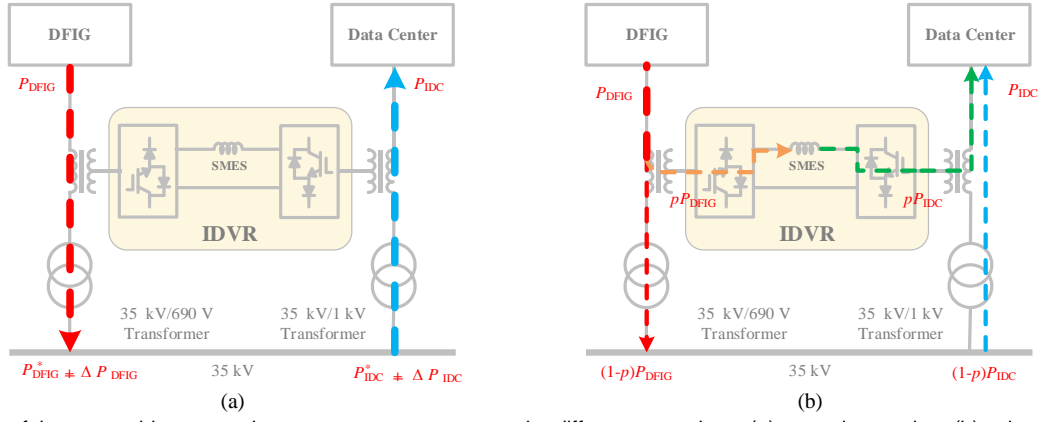 DFIG
Data Center
P_DFIG
P_IDC
SMES
IDVR
35 kV/690 V
Transformer
35 kV/1 kV
Transformer
P*_DFIG + Δ P_DFIG
35 kV
P*_IDC + Δ P_IDC
(a)
DFIG
Data Center
P_DFIG
P_IDC
SMES
pP_DFIG
pP_IDC
IDVR
35 kV/690 V
Transformer
35 kV/1 kV
Transformer
(1-p)P_DFIG
35 kV
(1-p)P_IDC
(b)